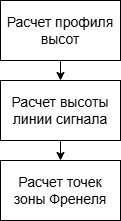 Расчет профиля
высот
Расчет высоты
линии сигнала
Расчет точек
зоны Френеля